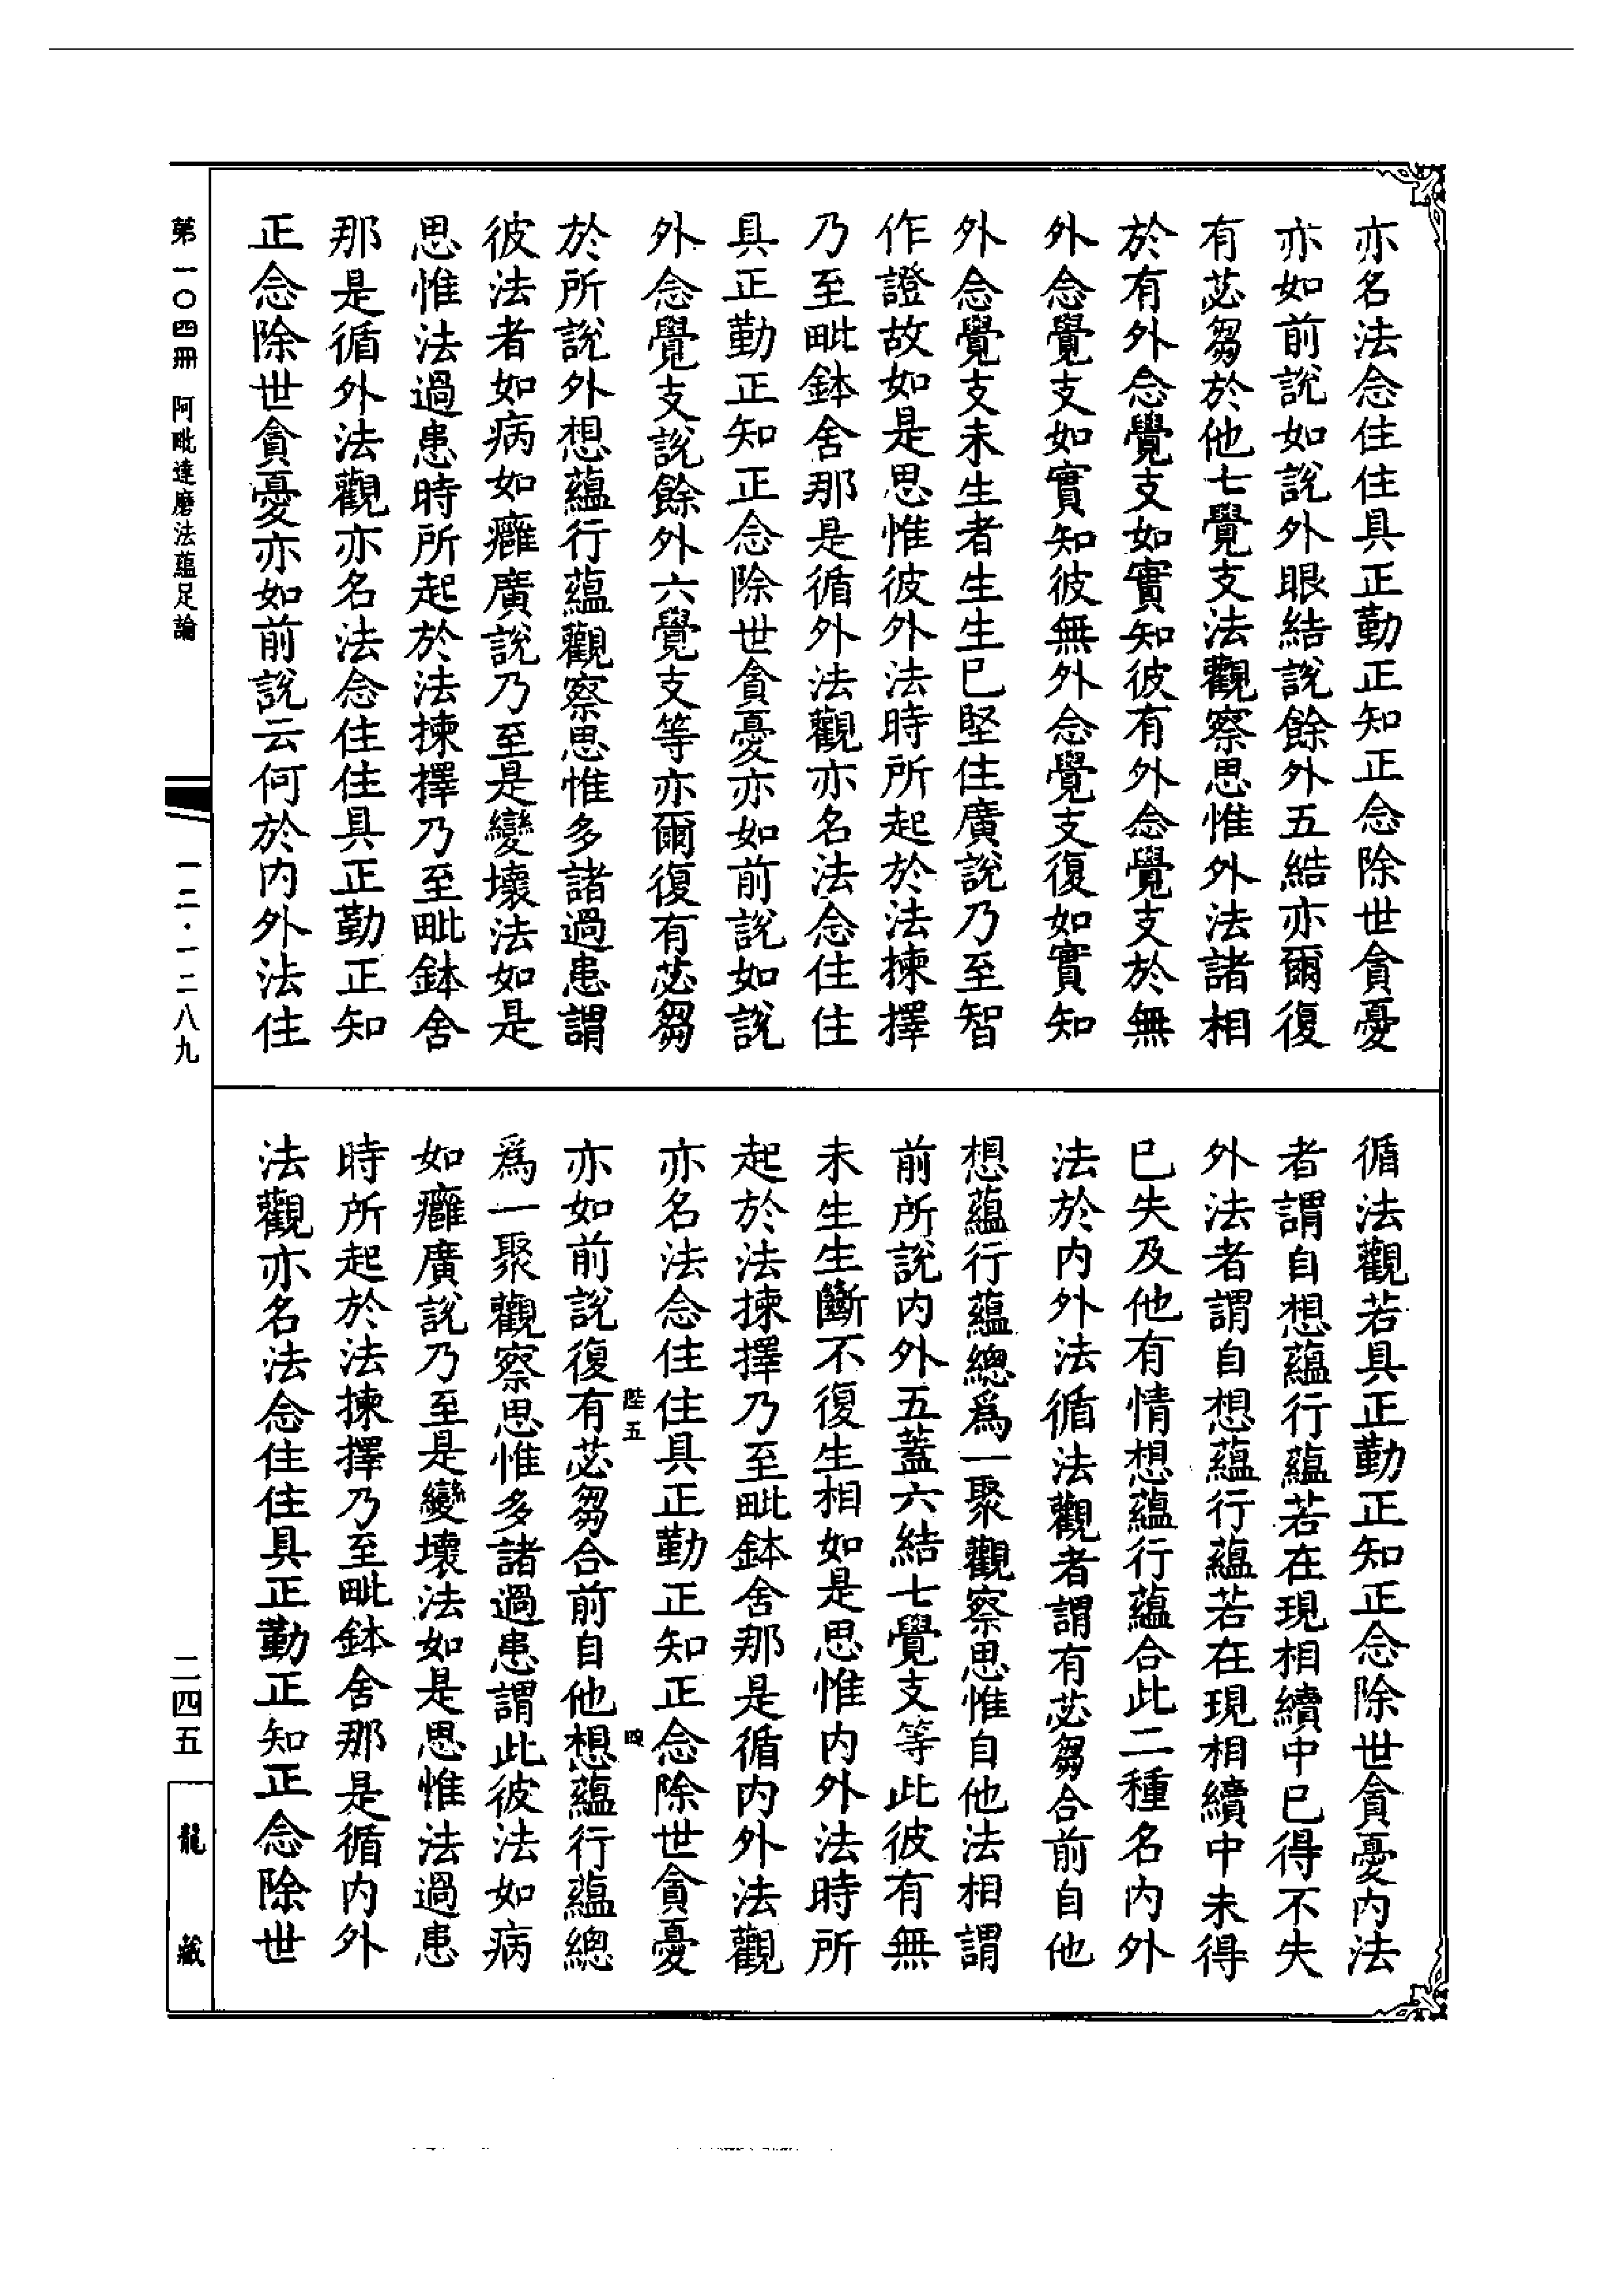 亦名法念住住具正勤正知正念除世貪憂
亦如前說如說外眼結說餘外五結亦爾復
有苾芻於他七覺支法觀察思惟外法諸相
於有外念覺支如實知彼有外念覺支於無
外念覺支如實知彼無外念覺支復如實知
外念覺支未生者生生已堅住廣說乃至智
作證故如是思惟彼外法時所起於法揀擇
乃至毗鉢舍那是循外法觀亦名法念住住
具正勤正知正念除世貪憂亦如前說如說
外念覺支說餘外六覺支等亦爾復有苾芻
於所說外想蘊行蘊觀察思惟多諸過患謂
彼法者如病如癰廣說乃至是變壞法如是
思惟法過患時所起於法揀擇乃至毗鉢舍
那是循外法觀亦名法念住住具正勤正知
正念除世貪憂亦如前說云何於內外法住
循法觀若具正勤正知正念除世貪憂內法
者謂自想蘊行蘊若在現相續中已得不失
外法者謂自想蘊行蘊若在現相續中未得
已失及他有情想蘊行蘊合此二種名內外
法於內外法循法觀者謂有苾芻合前自他
想蘊行蘊總爲一聚觀察思惟自他法相謂
前所說內外五蓋六結七覺支等此彼有無
未生生斷不復生相如是思惟內外法時所
起於法揀擇乃至毗鉢舍那是循內外法觀
亦名法念住住具正勤正知正念除世貪憂
陛五
四
亦如前說復有苾芻合前自他想蘊行蘊總
爲一聚觀察思惟多諸過患謂此彼法如病
如癰廣說乃至是變壞法如是思惟法過患
時所起於法揀擇乃至毗鉢舍那是循內外
法觀亦名法念住住具正勤正知正念除世
第一〇四冊 阿毗達磨法蘊足論
一二·一二八九
二四五
龍藏